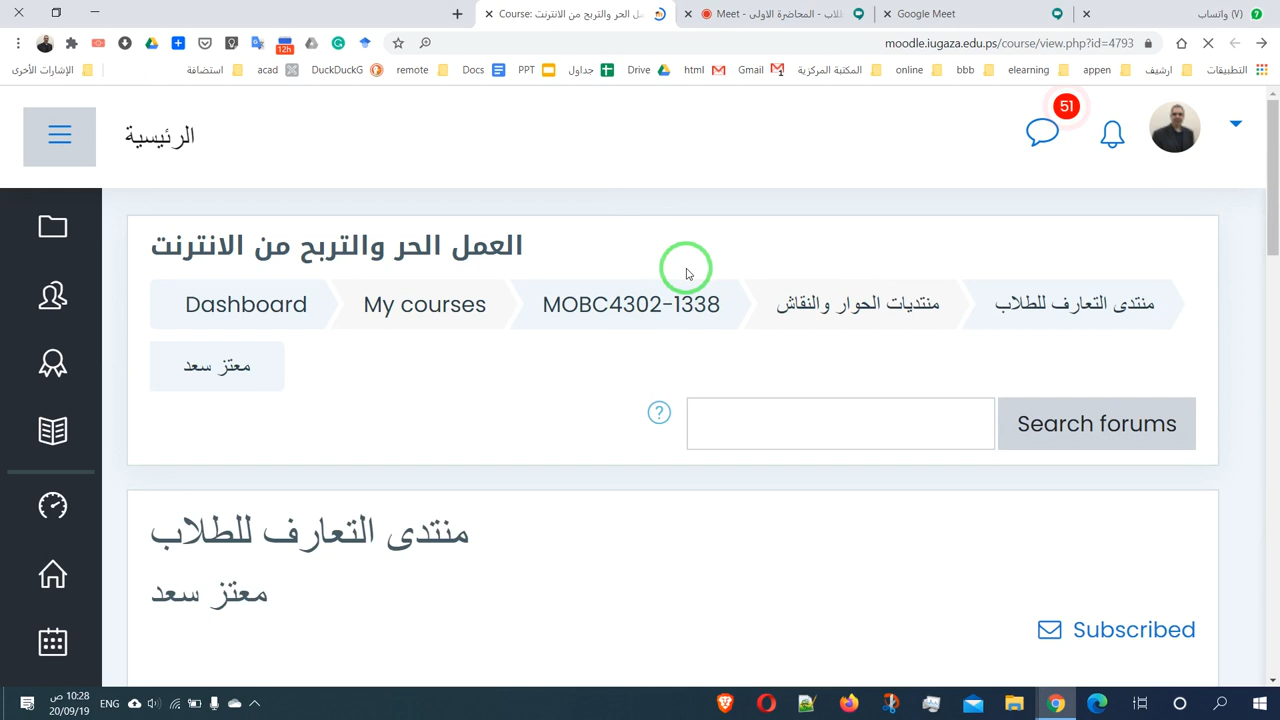 Course: العمل الحر والتربح من الانترنت
Meet - طلاب - المحاضرة الاولى
Google Meet
(٧) واتساب
moodle.iugaza.edu.ps/course/view.php?id=4793
12h
التطبيقات
ارشيف
appen
elearning
bbb
online
المكتبة المركزية
Gmail
html
Drive
جداول
PPT
Docs
remote
DuckDuckG
acad
استضافة
الإشارات الأخرى
الرئيسية
51
العمل الحر والتربح من الانترنت
Dashboard
My courses
MOBC4302-1338
منتديات الحوار والنقاش
منتدى التعارف للطلاب
معتز سعد
?
Search forums
منتدى التعارف للطلاب
معتز سعد
Subscribed
10:28 ص
20/09/19
ENG